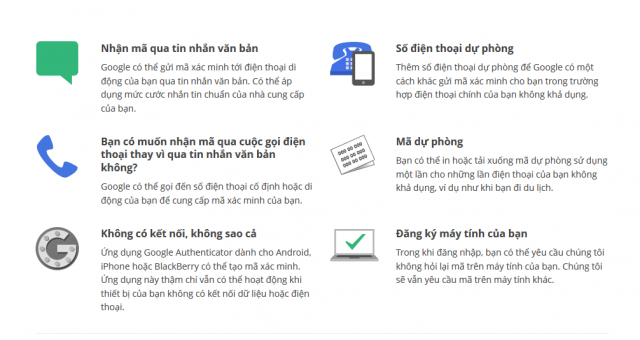 Nhận mã qua tin nhắn văn bản
Google có thể gửi mã xác minh tới điện thoại di
động của bạn qua tin nhắn văn bản. Có thể áp
dụng mức cước nhắn tin chuẩn của nhà cung cấp
của bạn.
Số điện thoại dự phòng
Thêm số điện thoại dự phòng để Google có một
cách khác gửi mã xác minh cho bạn trong trường
hợp điện thoại chính của bạn không khả dụng.
Bạn có muốn nhận mã qua cuộc gọi điện
thoại thay vì qua tin nhắn văn bản
không?
Google có thể gọi đến số điện thoại cố định hoặc di
động của bạn để cung cấp mã xác minh của bạn.
Mã dự phòng
Bạn có thể in hoặc tải xuống mã dự phòng sử dụng
một lần cho những lần điện thoại của bạn không
khả dụng, ví dụ như khi bạn đi du lịch.
Không có kết nối, không sao cả
Ứng dụng Google Authenticator dành cho Android,
iPhone hoặc BlackBerry có thể tạo mã xác minh.
Ứng dụng này thậm chí vẫn có thể hoạt động khi
thiết bị của bạn không có kết nối dữ liệu hoặc điện
thoại.
Đăng ký máy tính của bạn
Trong khi đăng nhập, bạn có thể yêu cầu chúng tôi
không hỏi lại mã trên máy tính của bạn. Chúng tôi
sẽ vẫn yêu cầu mã trên máy tính khác.